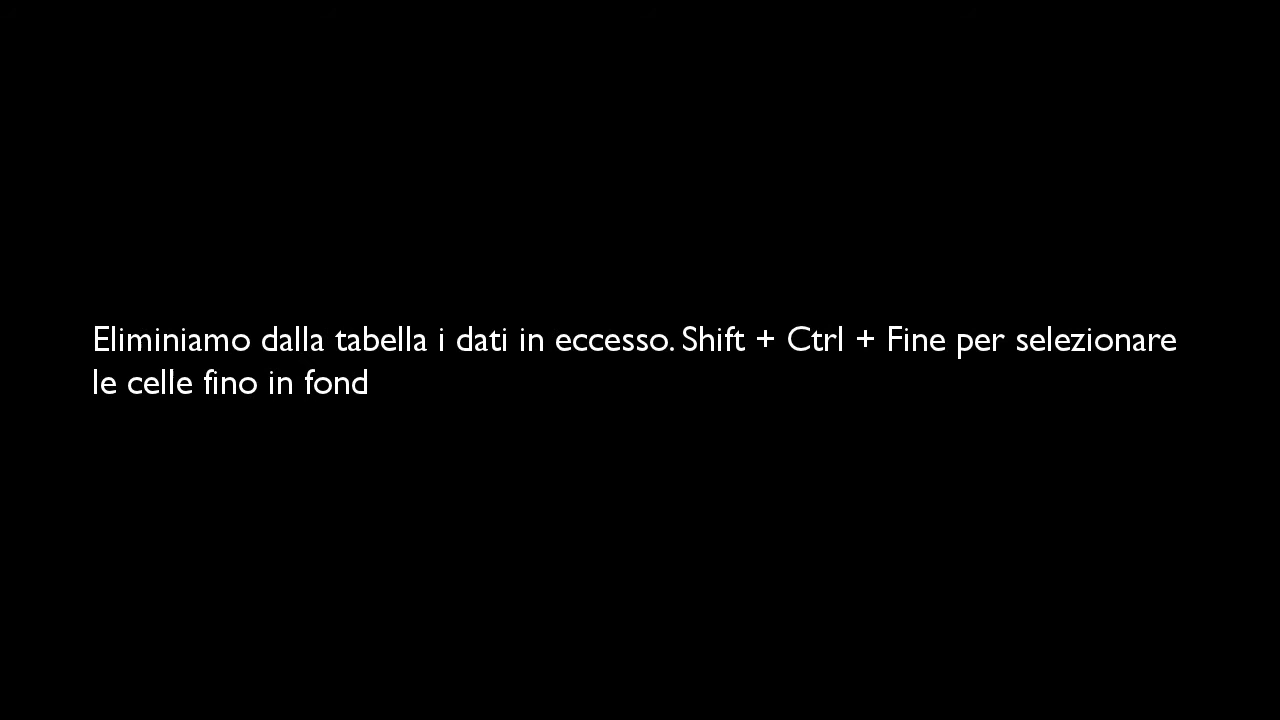 Eliminiamo dalla tabella i dati in eccesso. Shift + Ctrl + Fine per selezionare
le celle fino in fond